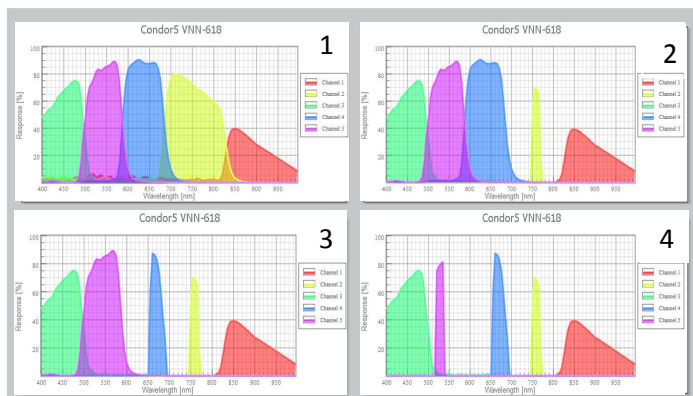 Condor5 VNN-618
1
Response [%]
100
80
60
40
20
400 450 500 550 600 650 700 750 800 850 900 950
Wavelength [nm]
Channel 1
Channel 2
Channel 3
Channel 4
Channel 5
Condor5 VNN-618
2
Response [%]
100
80
60
40
20
400 450 500 550 600 650 700 750 800 850 900 950
Wavelength [nm]
Channel 1
Channel 2
Channel 3
Channel 4
Channel 5
Condor5 VNN-618
3
Response [%]
100
80
60
40
20
400 450 500 550 600 650 700 750 800 850 900 950
Wavelength [nm]
Channel 1
Channel 2
Channel 3
Channel 4
Channel 5
Condor5 VNN-618
4
Response [%]
100
80
60
40
20
400 450 500 550 600 650 700 750 800 850 900 950
Wavelength [nm]
Channel 1
Channel 2
Channel 3
Channel 4
Channel 5